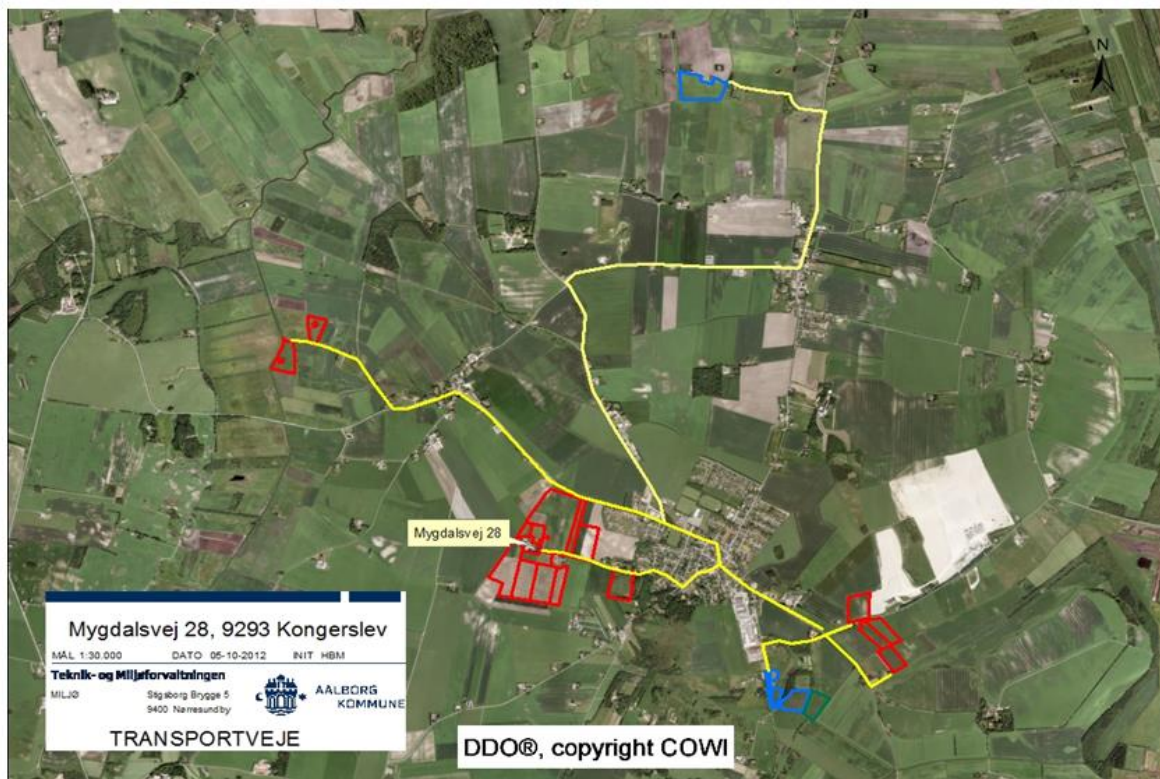 N
Mygdalsvej 28
Mygdalsvej 28, 9293 Kongerslev
MÅL 1:30.000 DATO 05-10-2012 INIT HBM
Teknik- og Miljøforvaltningen
MILJØ Stigsborg Brygge 5
9400 Nørresundby
AALBORG
KOMMUNE
TRANSPORTVEJE
DDO®, copyright COWI